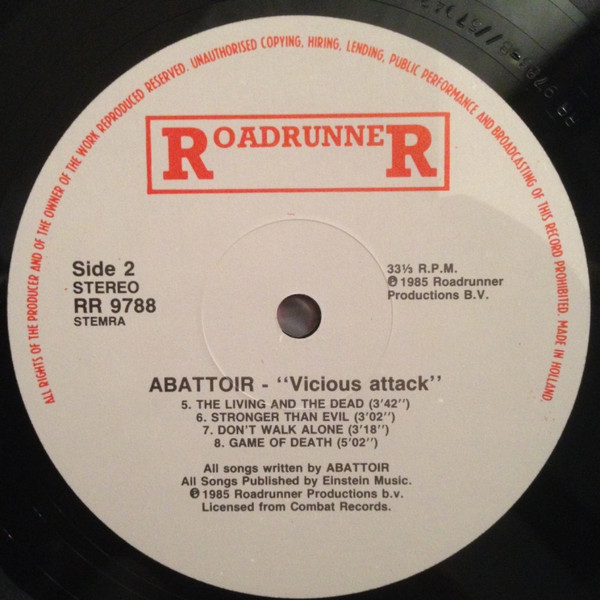 ALL RIGHTS OF THE PRODUCER AND OF THE OWNER OF THE WORK REPRODUCED RESERVED. UNAUTHORISED COPYING, HIRING, LENDING, PUBLIC PERFORMANCE AND BROADCASTING OF THIS RECORD PROHIBITED. MADE IN HOLLAND.
ROADRUNNER
Side 2
STEREO
RR 9788
STEMRA
33⅓ R.P.M.
℗ 1985 Roadrunner
Productions B.V.
ABATTOIR - ‘‘Vicious attack’’
5. THE LIVING AND THE DEAD (3'42'')
6. STRONGER THAN EVIL (3'02'')
7. DON'T WALK ALONE (3'18'')
8. GAME OF DEATH (5'02'')
All songs written by ABATTOIR
All Songs Published by Einstein Music.
℗ 1985 Roadrunner Productions b.v.
Licensed from Combat Records.